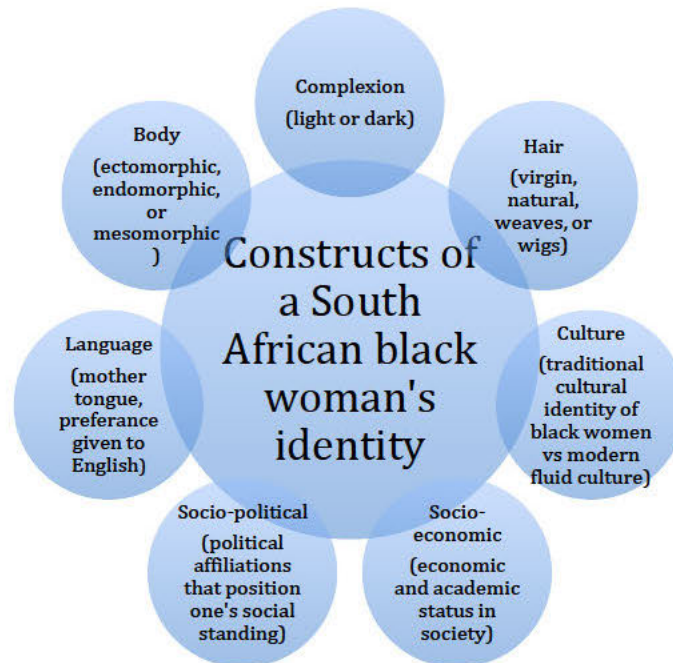 Complexion
(light or dark)
Hair
(virgin,
natural,
weaves, or
wigs)
Culture
(traditional
cultural
identity of
black women
vs modern
fluid culture)
Socio-
economic
(economic
and academic
status in
society)
Socio-political
(political
affiliations
that position
one's social
standing)
Language
(mother
tongue,
preferance
given to
English)
Body
(ectomorphic,
endomorphic,
or
mesomorphic
)
Constructs of
a South
African black
woman's
identity